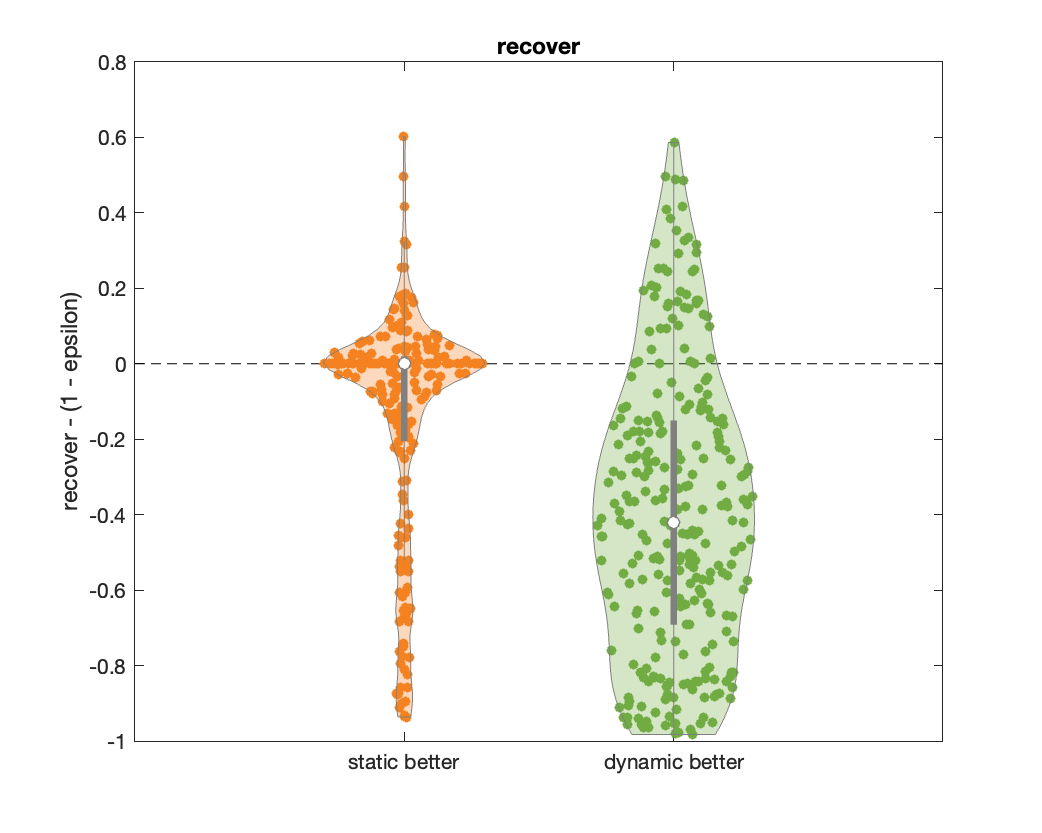 recover
0.8
0.6
0.4
0.2
0
-0.2
-0.4
-0.6
-0.8
-1
recover - (1 - epsilon)
static better
dynamic better